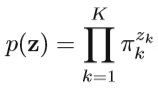 p(𝐳) = ∏_{k=1}^{K} π_k^{z_k}